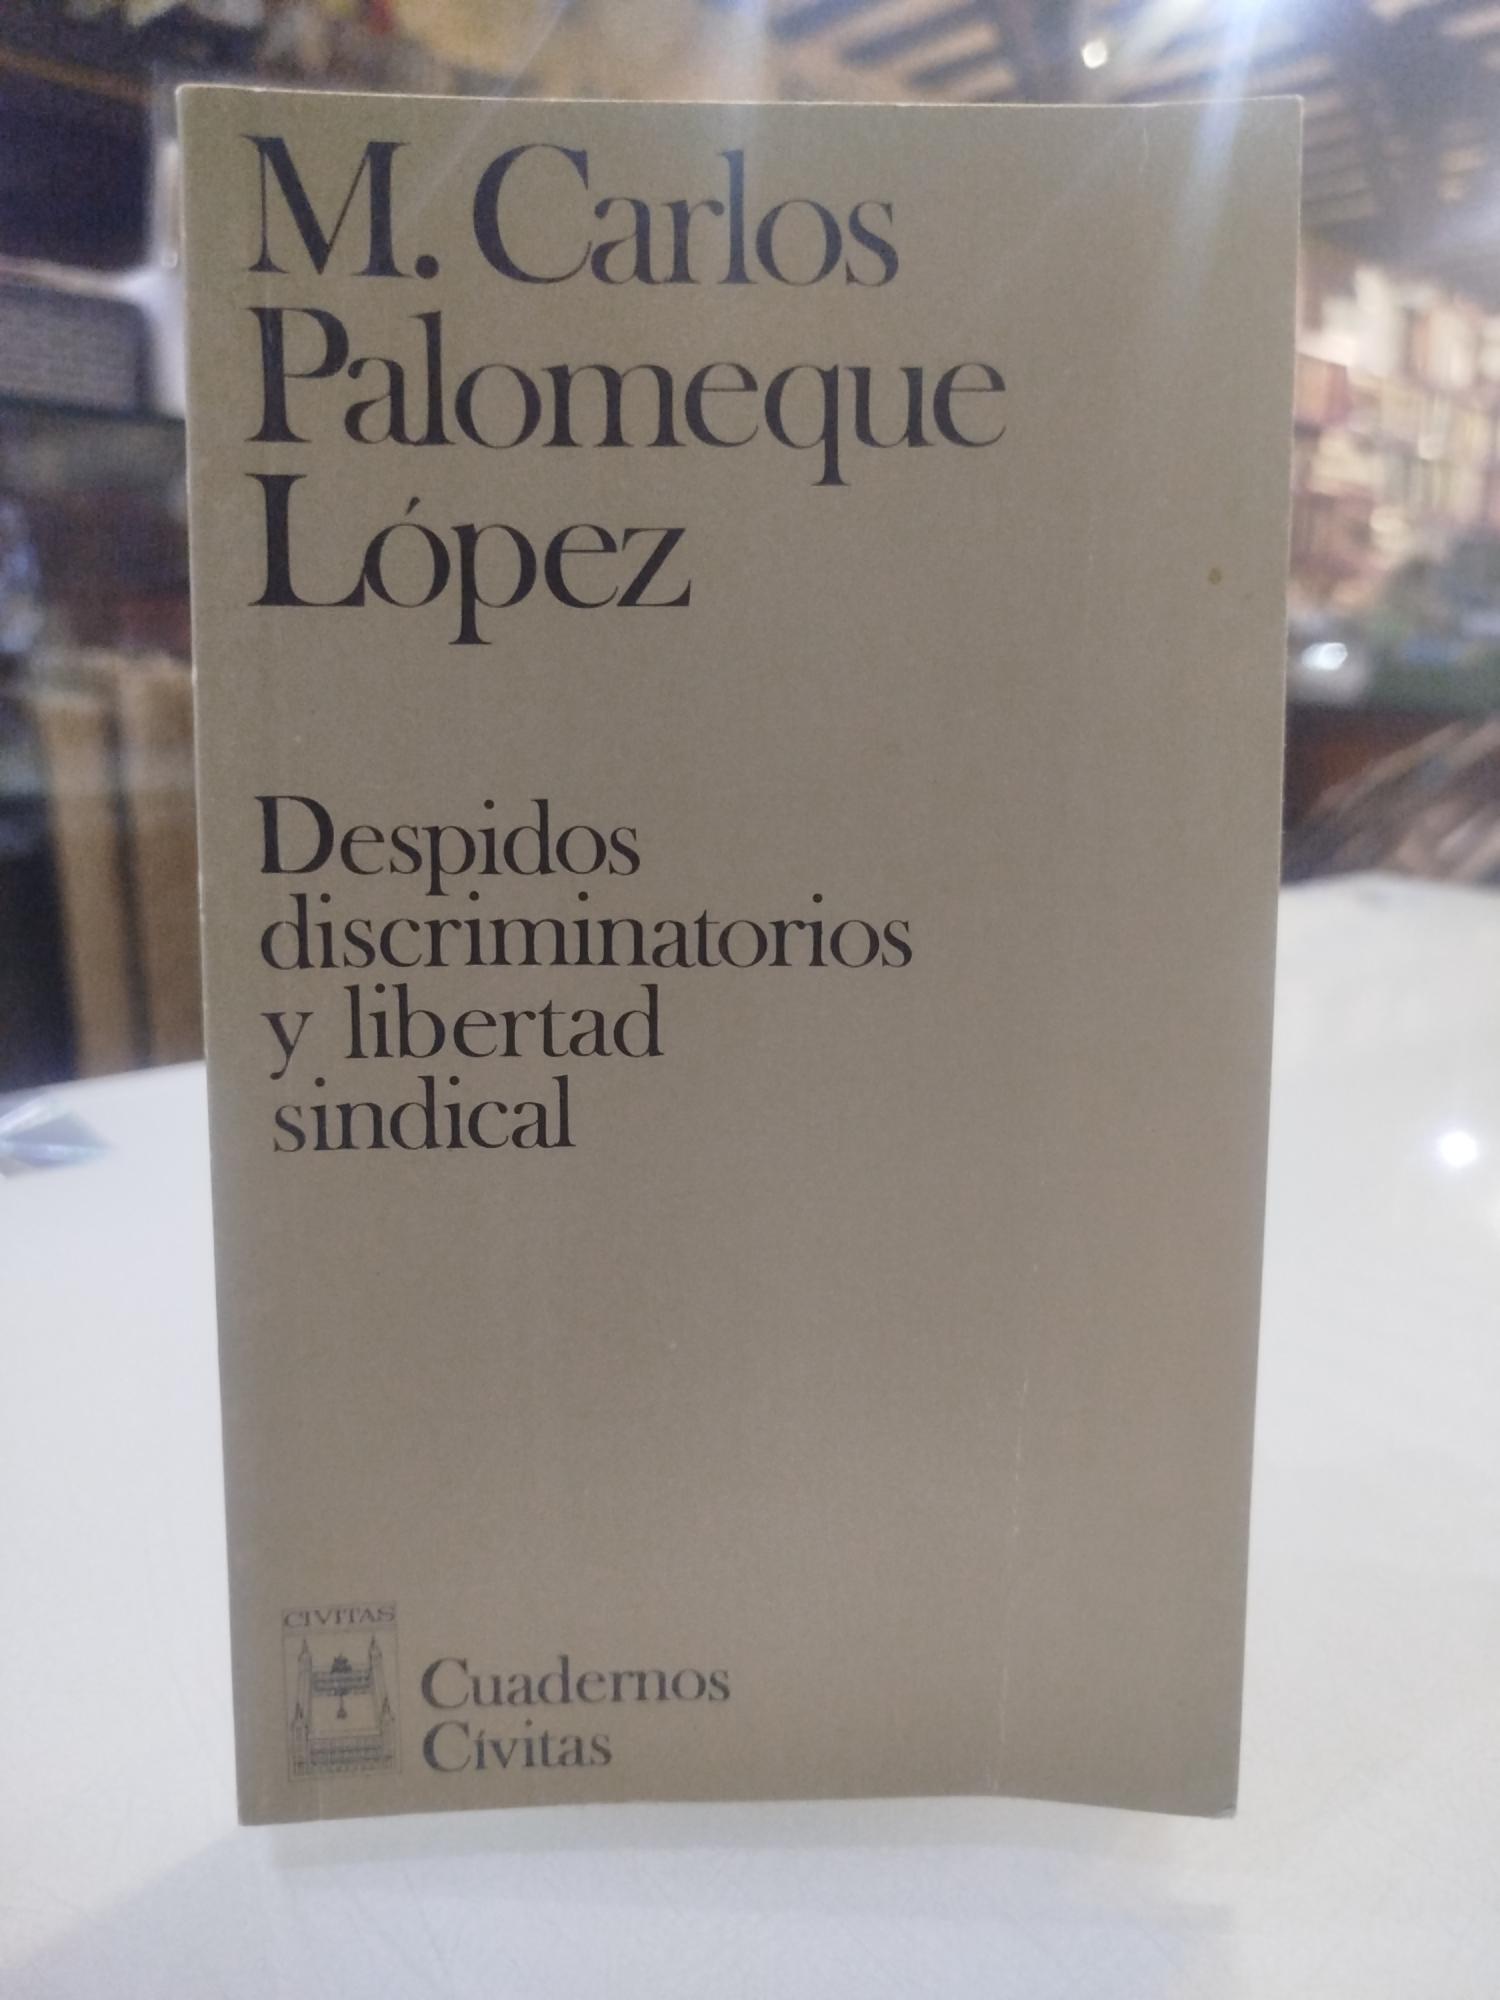 M. Carlos
Palomeque
López
Despidos
discriminatorios
y libertad
sindical
CIVITAS
Cuadernos
Cívitas